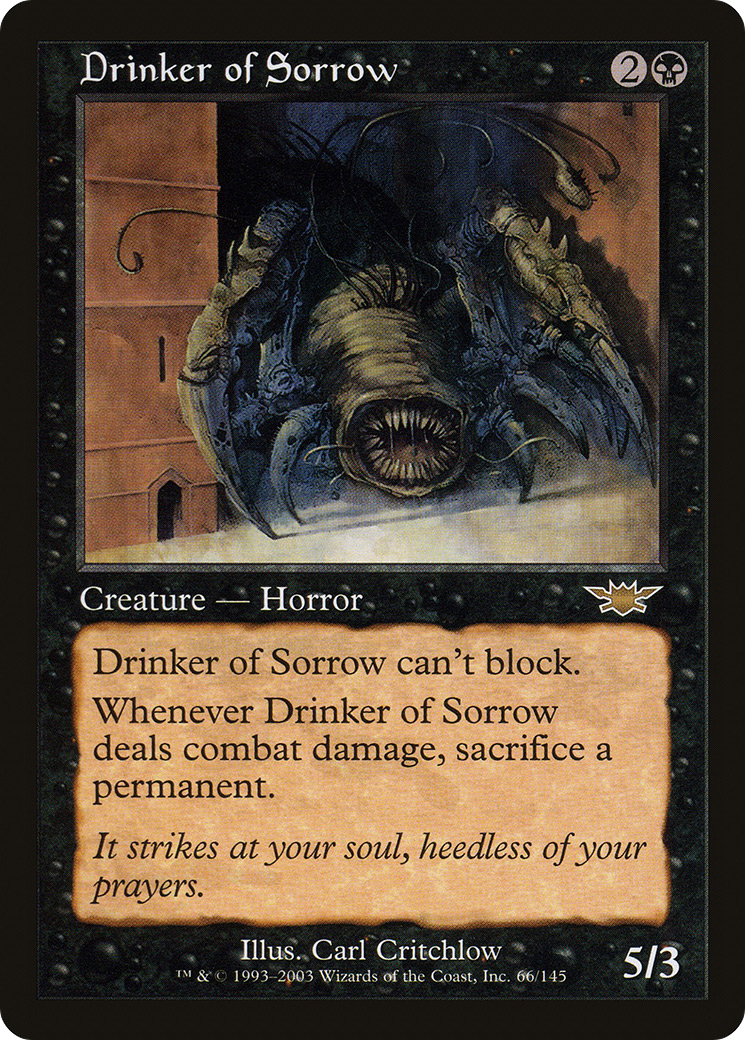 Drinker of Sorrow
2
Creature — Horror
Drinker of Sorrow can't block.
Whenever Drinker of Sorrow
deals combat damage, sacrifice a
permanent.
It strikes at your soul, heedless of your
prayers.
Illus. Carl Critchlow
™ & © 1993–2003 Wizards of the Coast, Inc. 66/145
5/3